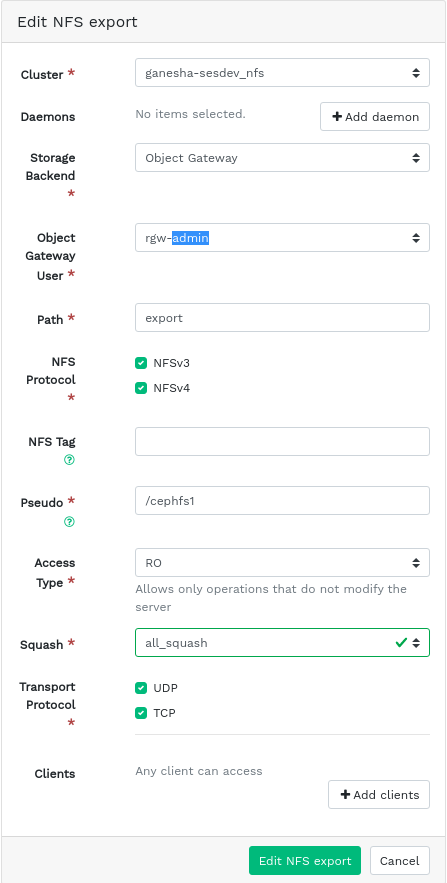 Edit NFS export
Cluster *
ganesha-sesdev_nfs
Daemons
No items selected.
Add daemon
Storage
Backend
*
Object Gateway
Object
Gateway
User *
rgw-admin
Path *
export
NFS
Protocol
*
NFSv3
NFSv4
NFS Tag
?
Pseudo *
?
/cephfs1
Access
Type *
RO
Allows only operations that do not modify the
server
Squash *
all_squash
Transport
Protocol
*
UDP
TCP
Clients
Any client can access
Add clients
Edit NFS export
Cancel